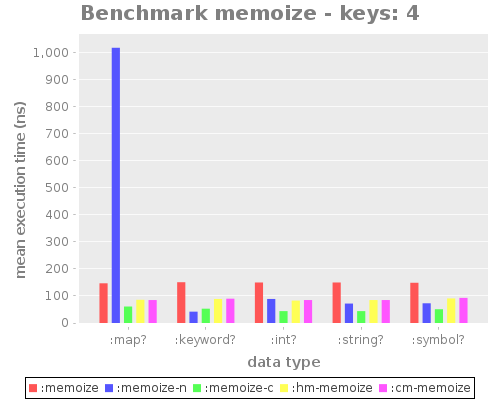 Benchmark memoize - keys: 4
mean execution time (ns)
1,000
900
800
700
600
500
400
300
200
100
0
:map? :keyword? :int? :string? :symbol?
data type
:memoize :memoize-n :memoize-c :hm-memoize :cm-memoize